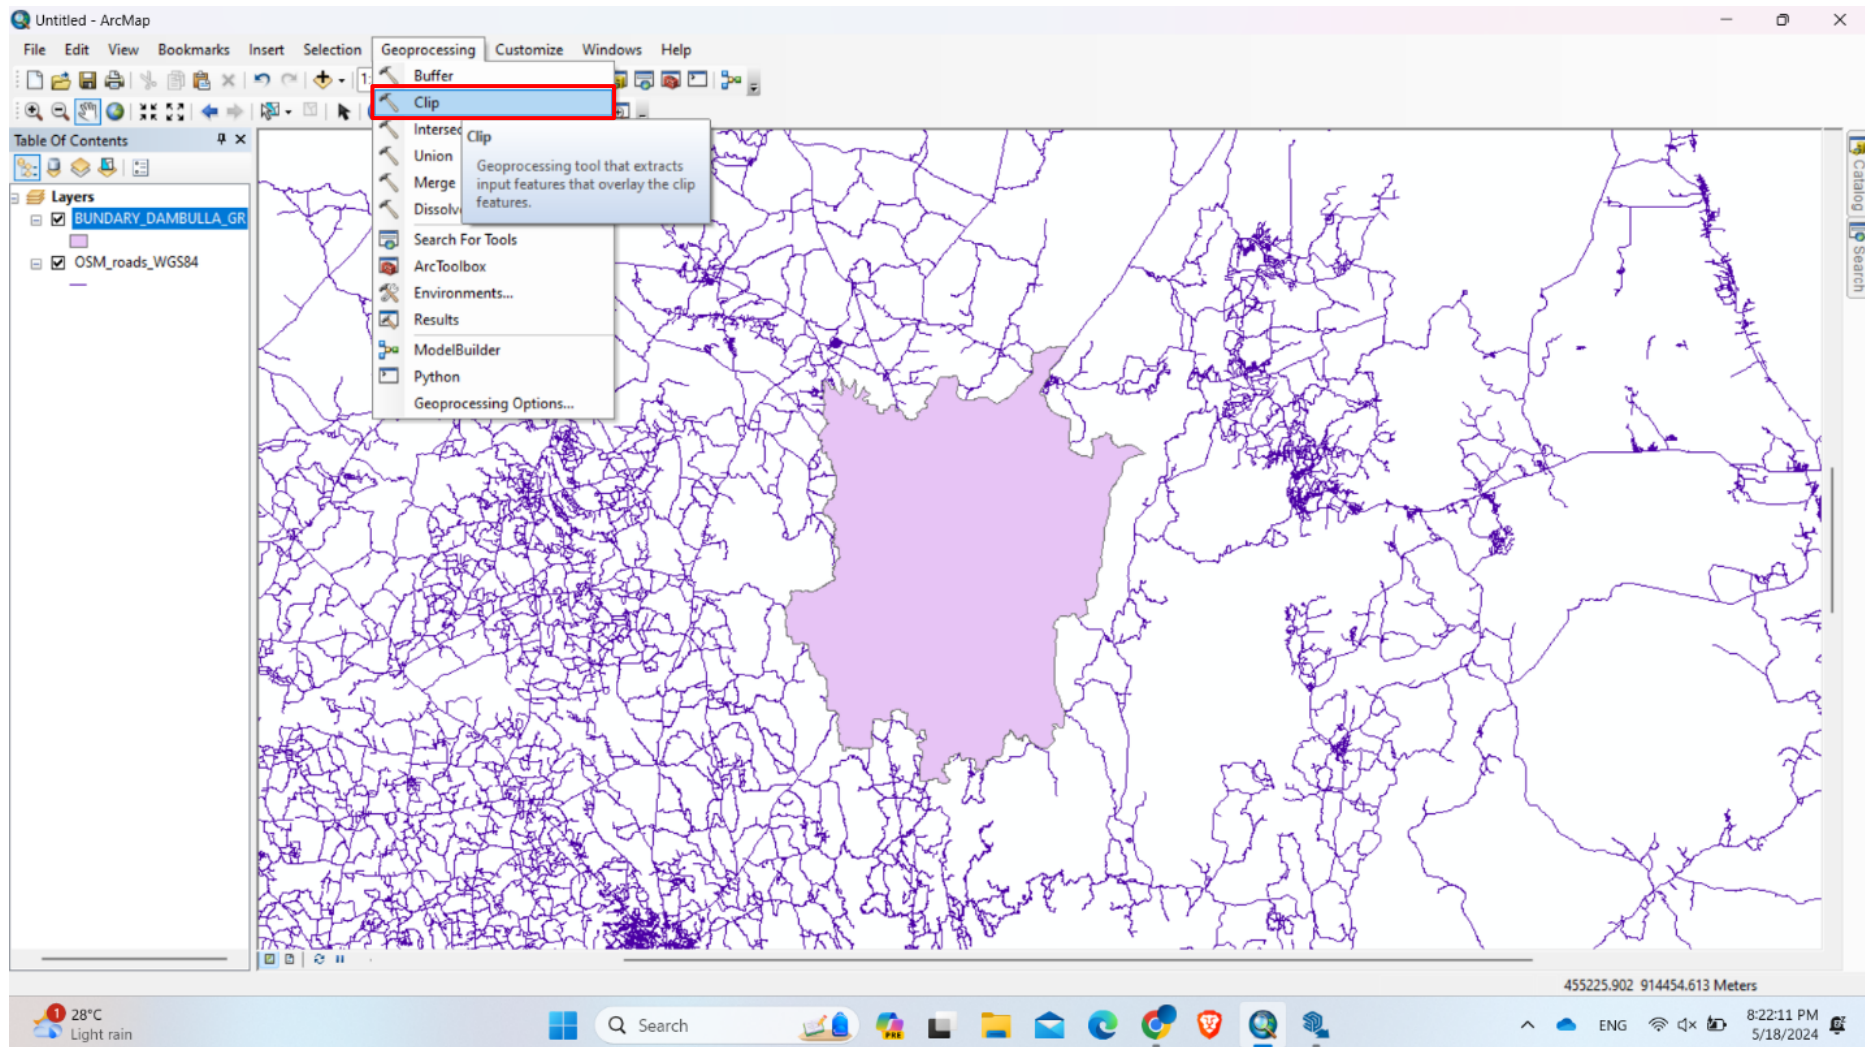 Untitled - ArcMap
File Edit View Bookmarks Insert Selection Geoprocessing Customize Windows Help
Buffer
Clip
Clip
Geoprocessing tool that extracts
input features that overlay the clip
features.
Union
Merge
Search For Tools
ArcToolbox
Environments...
Results
ModelBuilder
Python
Geoprocessing Options...
Table Of Contents
Layers
BUNDARY_DAMBULLA_GR
OSM_roads_WGS84
Catalog
Search
455225.902 914454.613 Meters
1
28°C
Light rain
Search
PRE
ENG
8:22:11 PM
5/18/2024